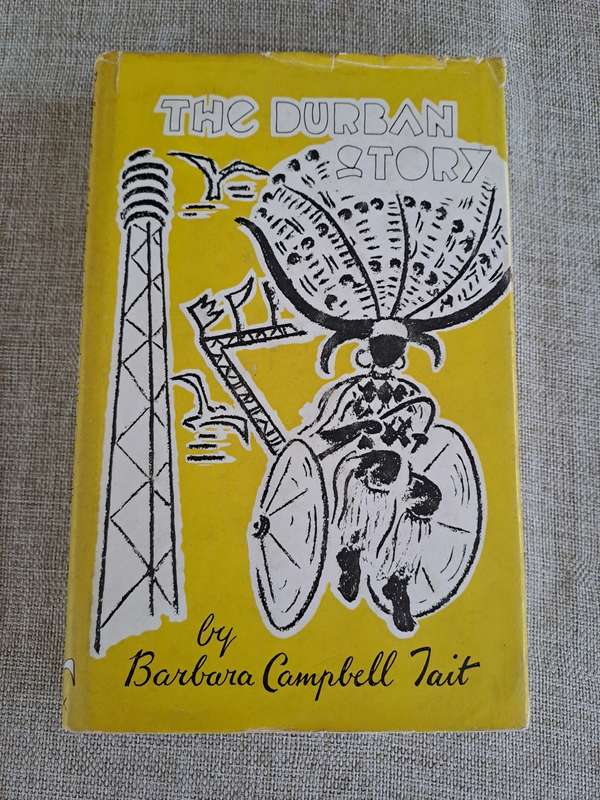 THE DURBAN
STORY
by
Barbara Campbell Tait